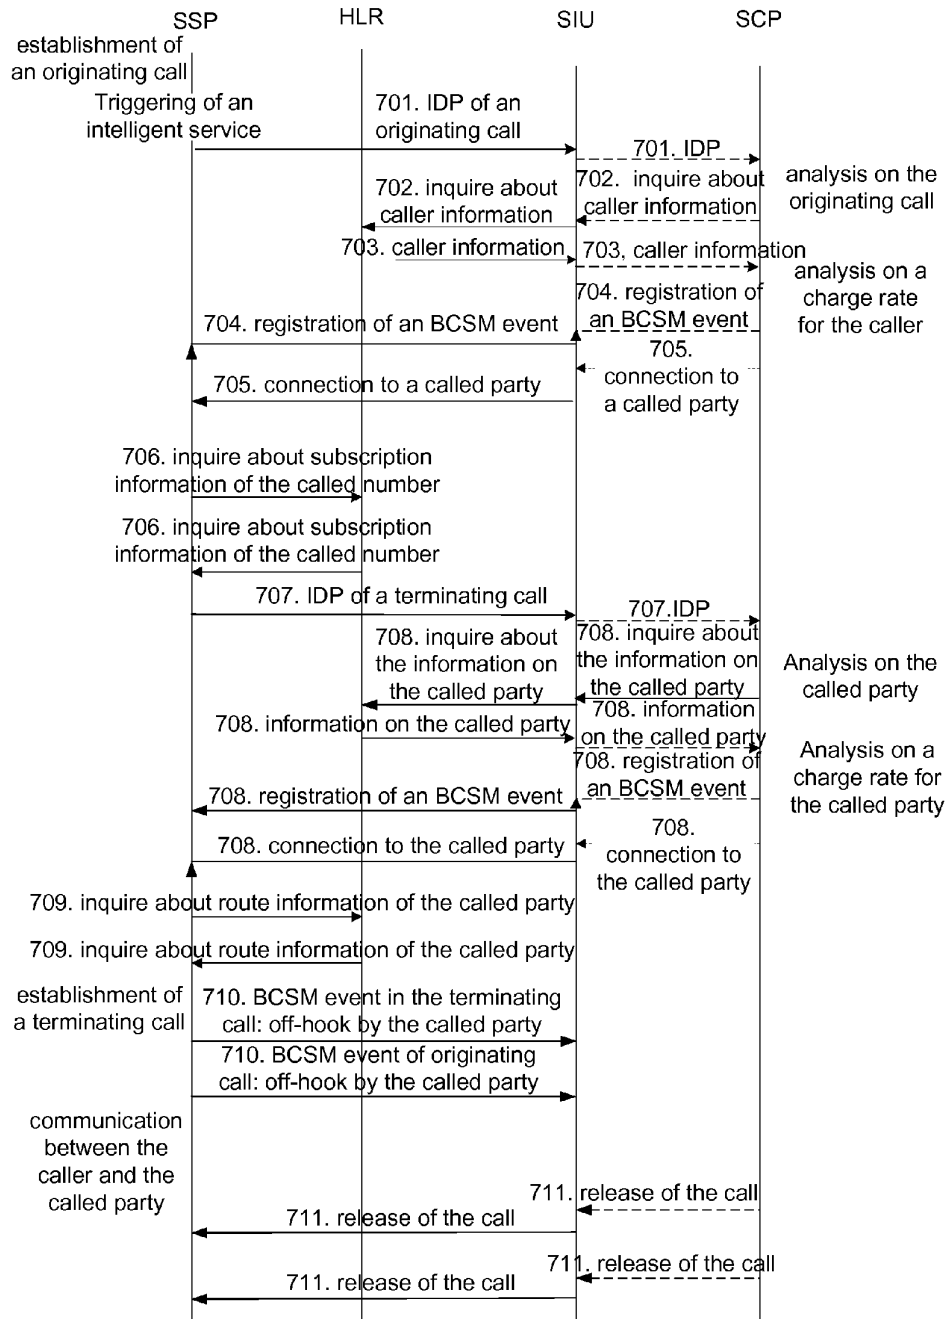 SSP
HLR
SIU
SCP
establishment of
an originating call
Triggering of an
intelligent service
701. IDP of an
originating call
701. IDP
analysis on the
originating call
702. inquire about
caller information
702. inquire about
caller information
703. caller information
703, caller information
analysis on a
charge rate
for the caller
704. registration of
an BCSM event
704. registration of an BCSM event
705.
connection to
a called party
705. connection to a called party
706. inquire about subscription
information of the called number
706. inquire about subscription
information of the called number
707. IDP of a terminating call
707.IDP
708. inquire about
the information on
the called party
708. inquire about
the information on
the called party
Analysis on the
called party
708. information on the called party
708. information
on the called party
Analysis on a
charge rate for
the called party
708. registration of
an BCSM event
708. registration of an BCSM event
708.
connection to
the called party
708. connection to the called party
709. inquire about route information of the called party
709. inquire about route information of the called party
establishment of
a terminating call
710. BCSM event in the terminating
call: off-hook by the called party
710. BCSM event of originating
call: off-hook by the called party
communication
between the
caller and the
called party
711. release of the call
711. release of the call
711. release of the call
711. release of the call